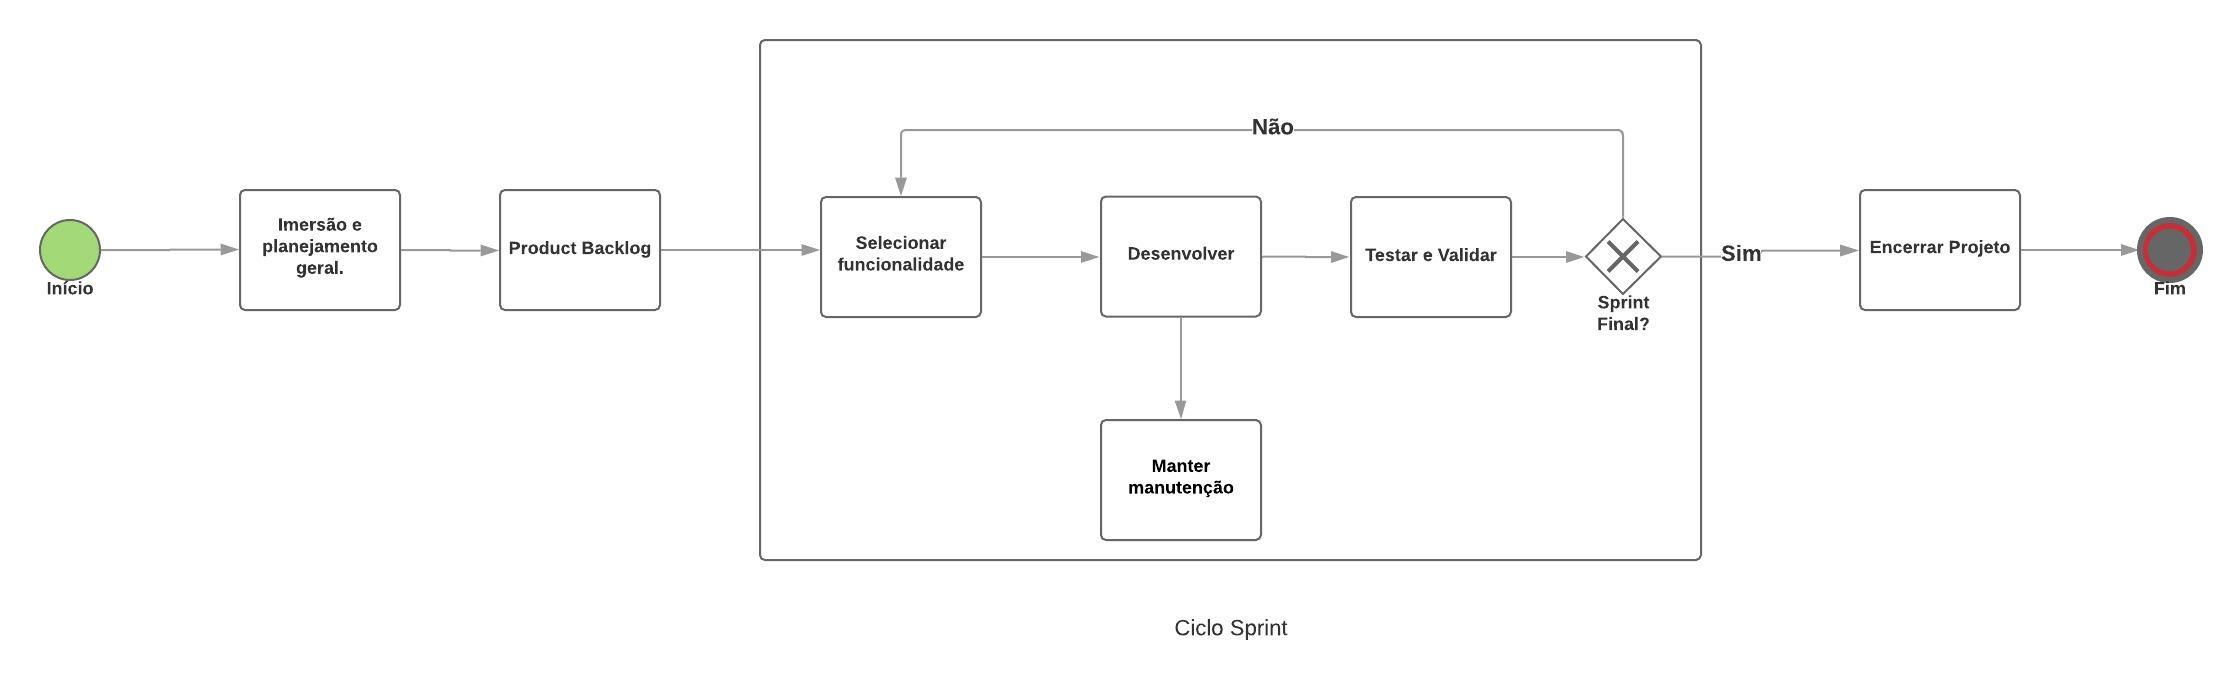 Não
Início
Imersão e
planejamento
geral.
Product Backlog
Selecionar
funcionalidade
Desenvolver
Testar e Validar
Sprint
Final?
Sim
Encerrar Projeto
Fim
Manter
manutenção
Ciclo Sprint